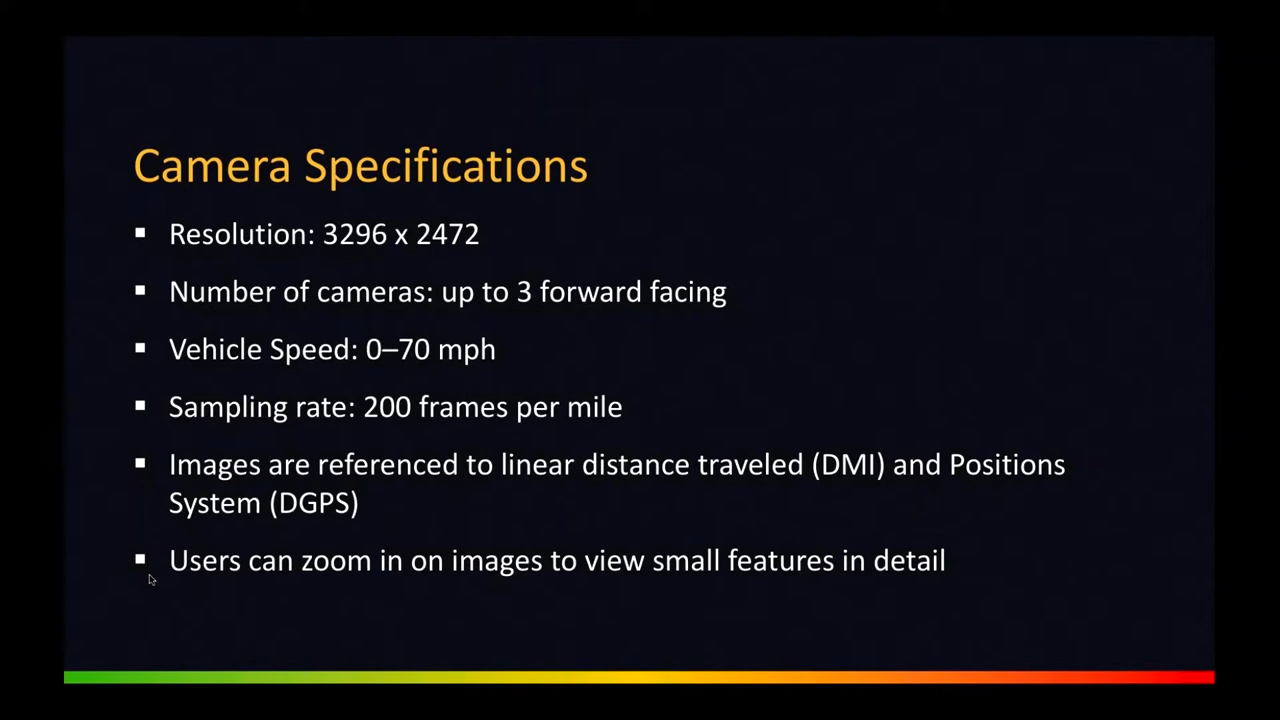 Camera Specifications
▪ Resolution: 3296 x 2472
▪ Number of cameras: up to 3 forward facing
▪ Vehicle Speed: 0–70 mph
▪ Sampling rate: 200 frames per mile
▪ Images are referenced to linear distance traveled (DMI) and Positions
System (DGPS)
▪ Users can zoom in on images to view small features in detail